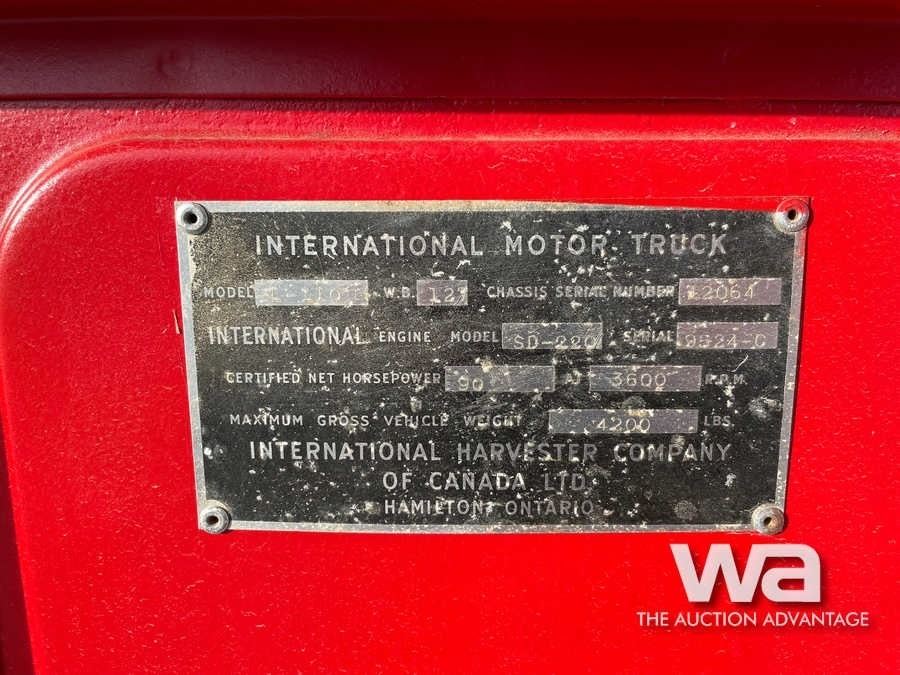 INTERNATIONAL MOTOR TRUCK
MODEL W.B. 127 CHASSIS SERIAL NUMBER 12064
INTERNATIONAL ENGINE MODEL SD-220 SERIAL 9524-C
CERTIFIED NET HORSEPOWER 90 AT 3600 R.P.M.
MAXIMUM GROSS VEHICLE WEIGHT 4200 LBS.
INTERNATIONAL HARVESTER COMPANY
OF CANADA LTD.
HAMILTON, ONTARIO
wa
THE AUCTION ADVANTAGE